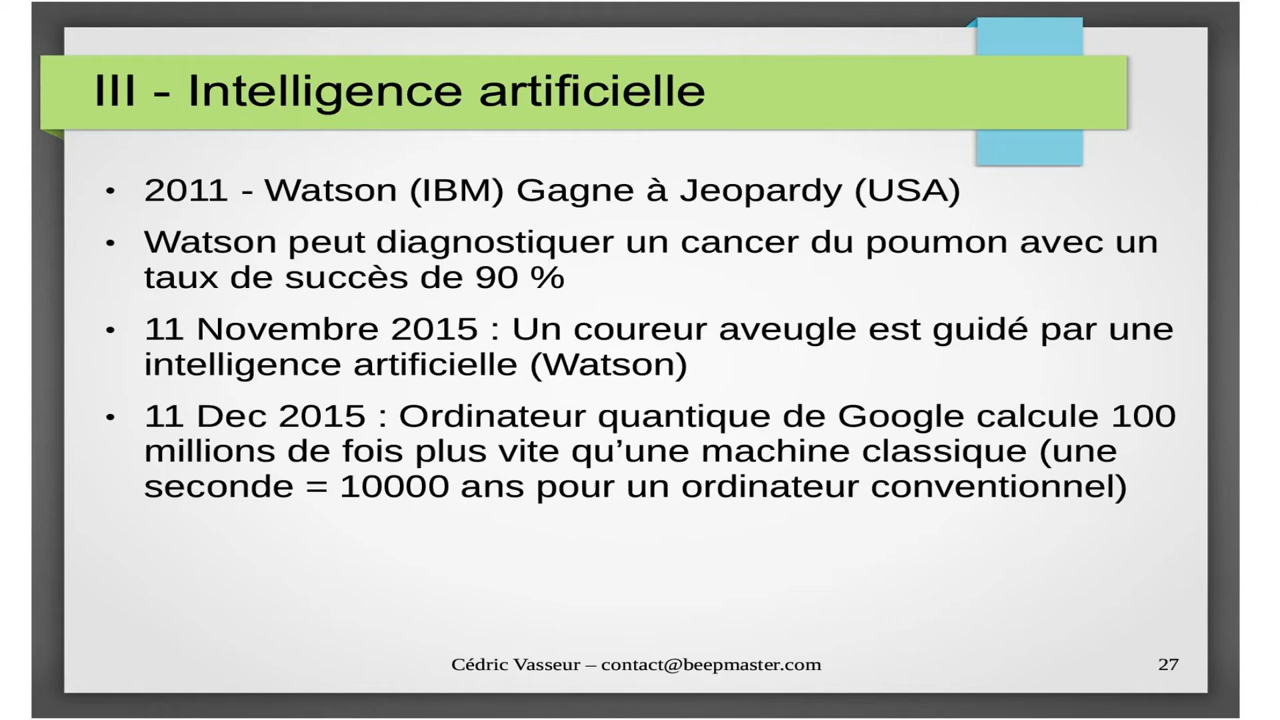 III - Intelligence artificielle
• 2011 - Watson (IBM) Gagne à Jeopardy (USA)
• Watson peut diagnostiquer un cancer du poumon avec un
taux de succès de 90 %
• 11 Novembre 2015 : Un coureur aveugle est guidé par une
intelligence artificielle (Watson)
• 11 Dec 2015 : Ordinateur quantique de Google calcule 100
millions de fois plus vite qu’une machine classique (une
seconde = 10000 ans pour un ordinateur conventionnel)
Cédric Vasseur – contact@beepmaster.com
27